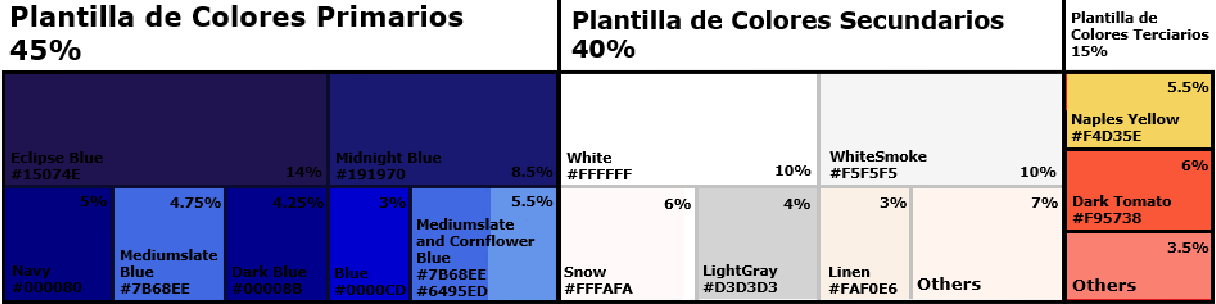 Plantilla de Colores Primarios
45%
Plantilla de Colores Secundarios
40%
Plantilla de
Colores Terciarios
15%
Eclipse Blue
#15074E
14%
Midnight Blue
#191970
8.5%
White
#FFFFFF
10%
WhiteSmoke
#F5F5F5
10%
5.5%
Naples Yellow
#F4D35E
5%
Navy
#000080
4.75%
Mediumslate
Blue
#7B68EE
4.25%
Dark Blue
#00008B
3%
Blue
#0000CD
5.5%
Mediumslate
and Cornflower
Blue
#7B68EE
#6495ED
6%
Snow
#FFFAFA
4%
LightGray
#D3D3D3
3%
Linen
#FAF0E6
7%
Others
6%
Dark Tomato
#F95738
3.5%
Others